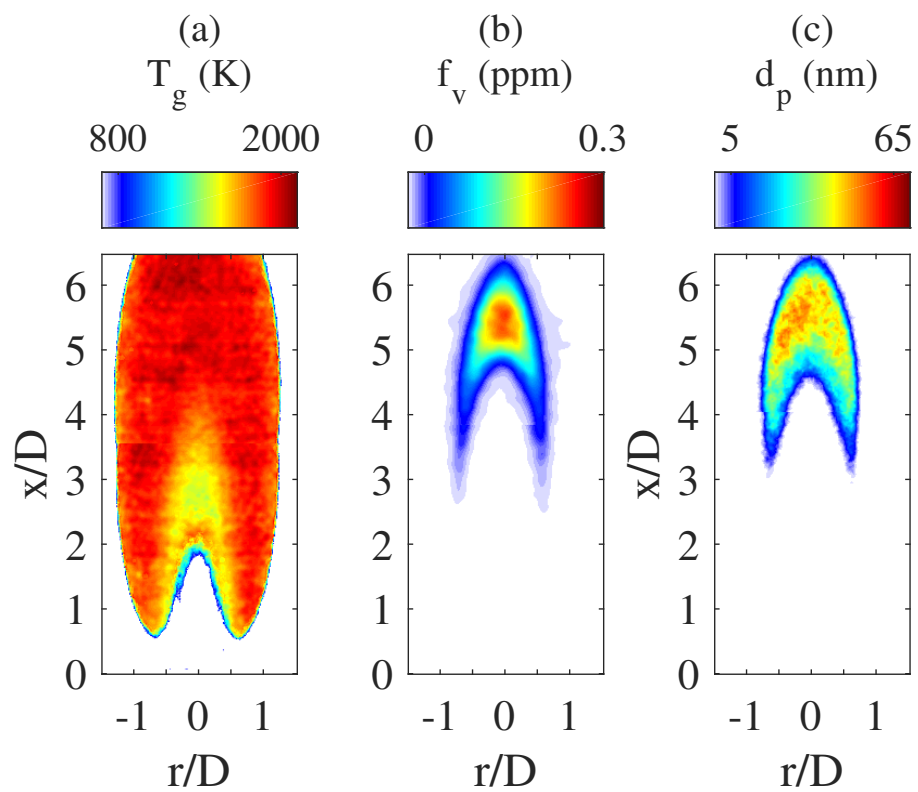 (a) (b) (c)
T_g (K) f_v (ppm) d_p (nm)
800 2000 0 0.3 5 65
6 6 6
5 5 5
4 4 4
x/D x/D
3 3 3
2 2 2
1 1 1
0 0 0
-1 0 1 -1 0 1 -1 0 1
r/D r/D r/D